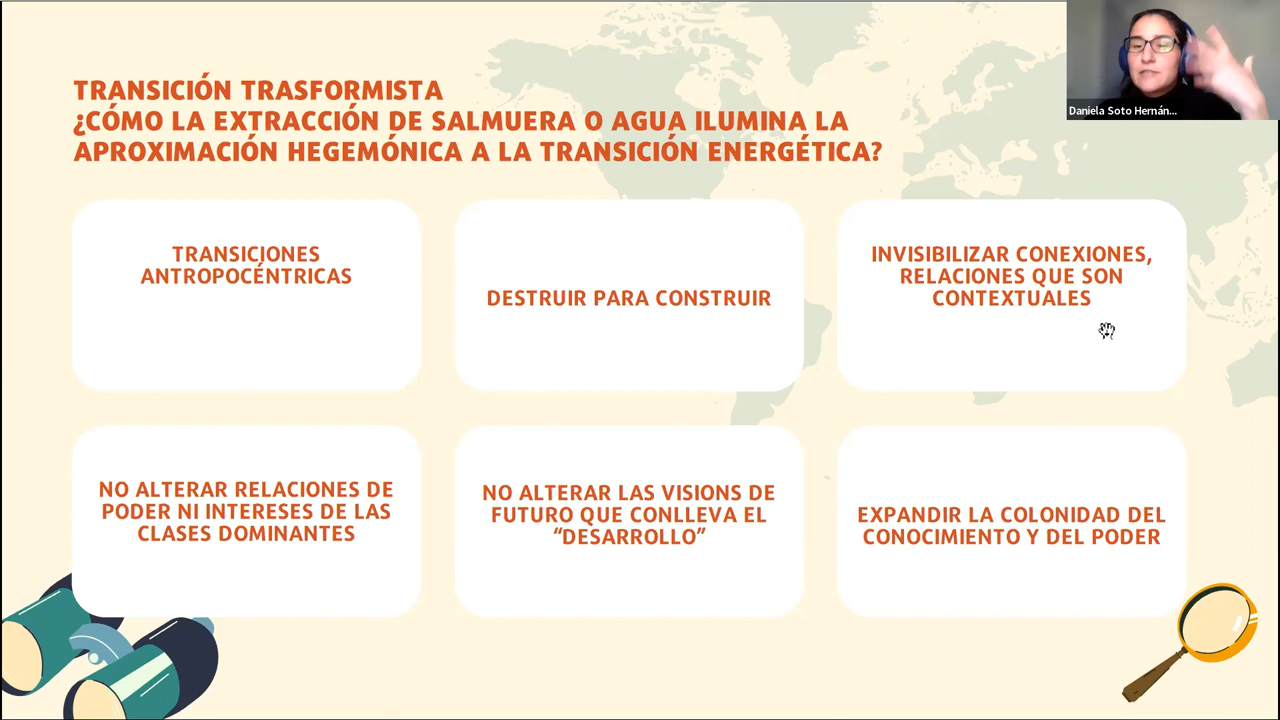 TRANSICIÓN TRASFORMISTA
¿CÓMO LA EXTRACCIÓN DE SALMUERA O AGUA ILUMINA LA
APROXIMACIÓN HEGEMÓNICA A LA TRANSICIÓN ENERGÉTICA?
Daniela Soto Hernán...
TRANSICIONES
ANTROPOCÉNTRICAS
DESTRUIR PARA CONSTRUIR
INVISIBILIZAR CONEXIONES,
RELACIONES QUE SON
CONTEXTUALES
NO ALTERAR RELACIONES DE
PODER NI INTERESES DE LAS
CLASES DOMINANTES
NO ALTERAR LAS VISIONS DE
FUTURO QUE CONLLEVA EL
“DESARROLLO”
EXPANDIR LA COLONIDAD DEL
CONOCIMIENTO Y DEL PODER